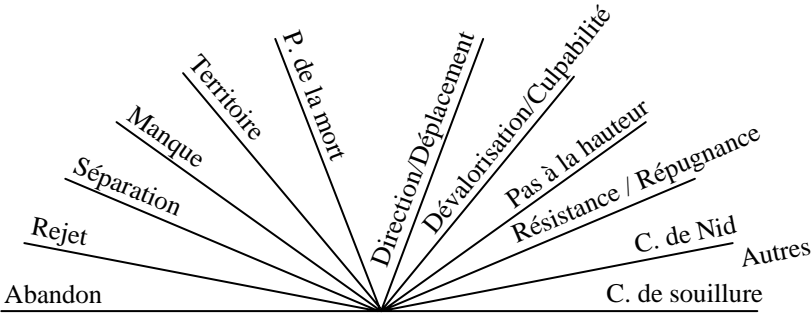 Abandon
Rejet
Séparation
Manque
Territoire
P. de la mort
Direction/Déplacement
Dévalorisation/Culpabilité
Pas à la hauteur
Résistance / Répugnance
C. de Nid
Autres
C. de souillure